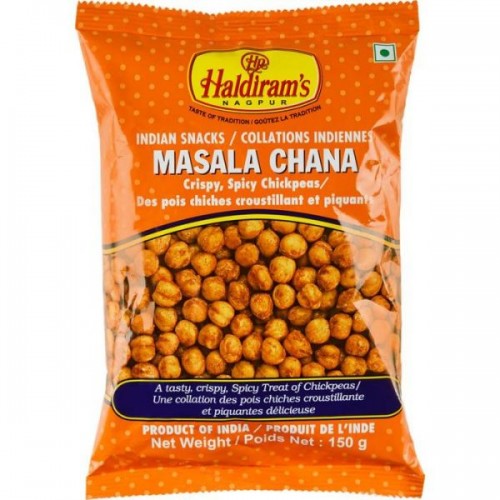 HR
Haldiram's
NAGPUR
TASTE OF TRADITION / GOÛTEZ LA TRADITION
INDIAN SNACKS / COLLATIONS INDIENNES
MASALA CHANA
Crispy, Spicy Chickpeas/
Des pois chiches croustillant et piquante
A tasty, crispy, Spicy Treat of Chickpeas/
Une collation des pois chiches croustillante
et piquantes délicieuse
PRODUCT OF INDIA / PRODUIT DE L'INDE
Net Weight / Poids Net : 150 g